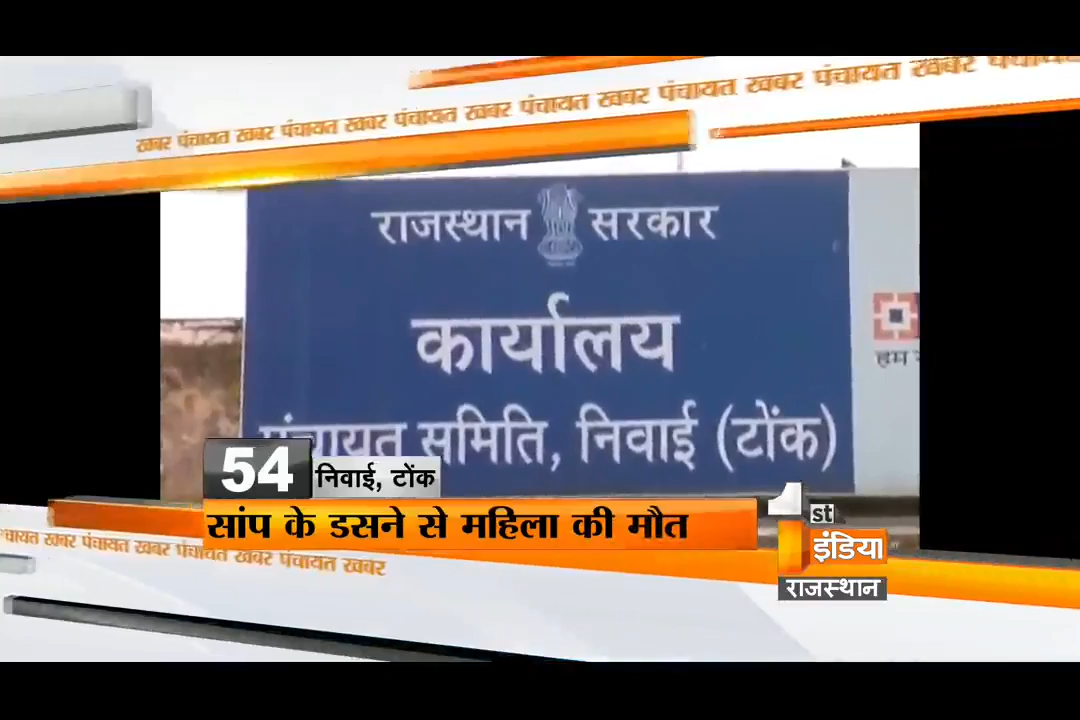 खबर पंचायत खबर पंचायत खबर पंचायत खबर पंचायत खबर पंचायत खबर पंचायत खबर
राजस्थान सरकार
कार्यालय
पंचायत समिति, निवाई (टोंक)
हम
54
निवाई, टोंक
सांप के डसने से महिला की मौत
1st
इंडिया
राजस्थान
खबर पंचायत खबर पंचायत खबर पंचायत खबर